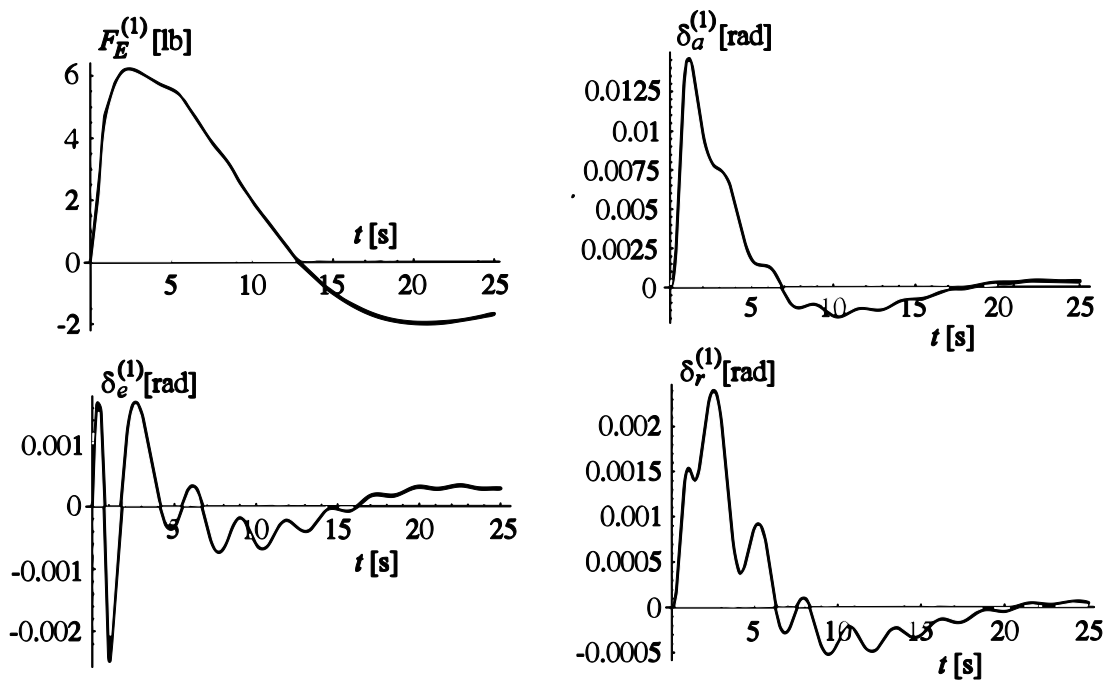 F_E^(1) [lb]
6
4
2
0
-2
t [s]
5 10 15 20 25
δ_a^(1) [rad]
0.0125
0.01
0.0075
0.005
0.0025
0
5 10 15 20 25
t [s]
δ_e^(1) [rad]
0.001
0
-0.001
-0.002
5 10 15 20 25
t [s]
δ_r^(1) [rad]
0.002
0.0015
0.001
0.0005
0
-0.0005
5 10 15 20 25
t [s]